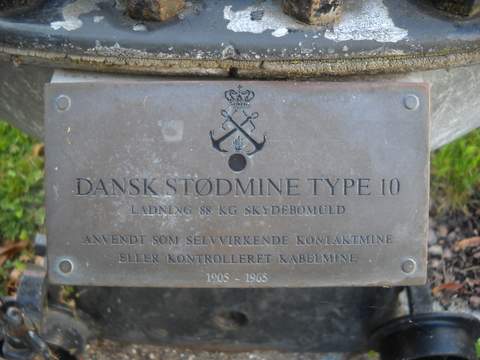 DANSK STØDMINE TYPE 10
LADNING 88 KG SKYDEBOMULD
ANVENDT SOM SELVVIRKENDE KONTAKTMINE
ELLER KONTROLLERET KABELMINE
1905 - 1965